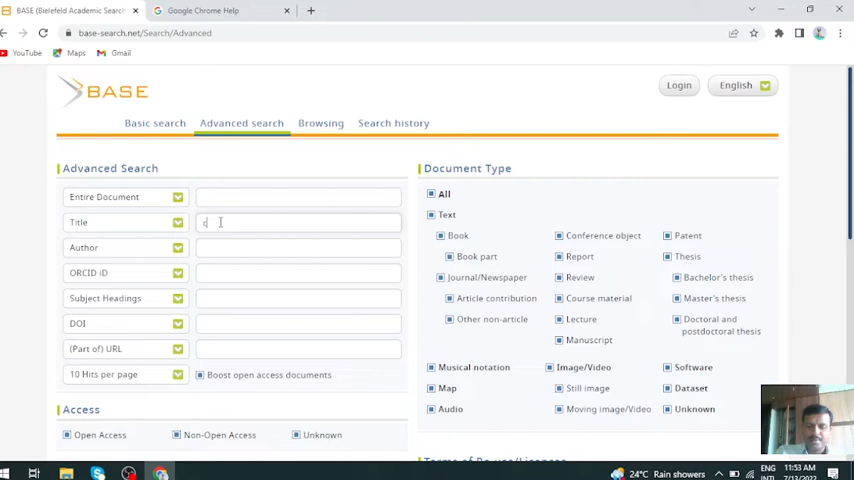 BASE (Bielefeld Academic Search
Google Chrome Help
base-search.net/Search/Advanced
YouTube
Maps
Gmail
BASE
Login
English
Basic search
Advanced search
Browsing
Search history
Advanced Search
Entire Document
Title
c
Author
ORCID iD
Subject Headings
DOI
(Part of) URL
10 Hits per page
Boost open access documents
Access
Open Access
Non-Open Access
Unknown
Document Type
All
Text
Book
Conference object
Patent
Book part
Report
Thesis
Journal/Newspaper
Review
Bachelor's thesis
Article contribution
Course material
Master's thesis
Other non-article
Lecture
Doctoral and
postdoctoral thesis
Manuscript
Musical notation
Image/Video
Software
Map
Still image
Dataset
Audio
Moving image/Video
Unknown
24°C Rain showers
ENG
INTL
11:53 AM
7/13/2022